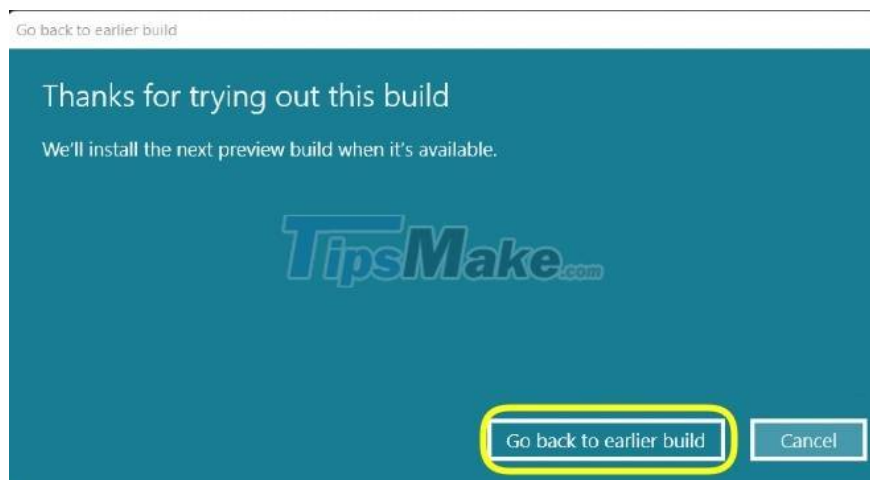 Go back to earlier build
Thanks for trying out this build
We'll install the next preview build when it's available.
TipsMake.com
Go back to earlier build
Cancel